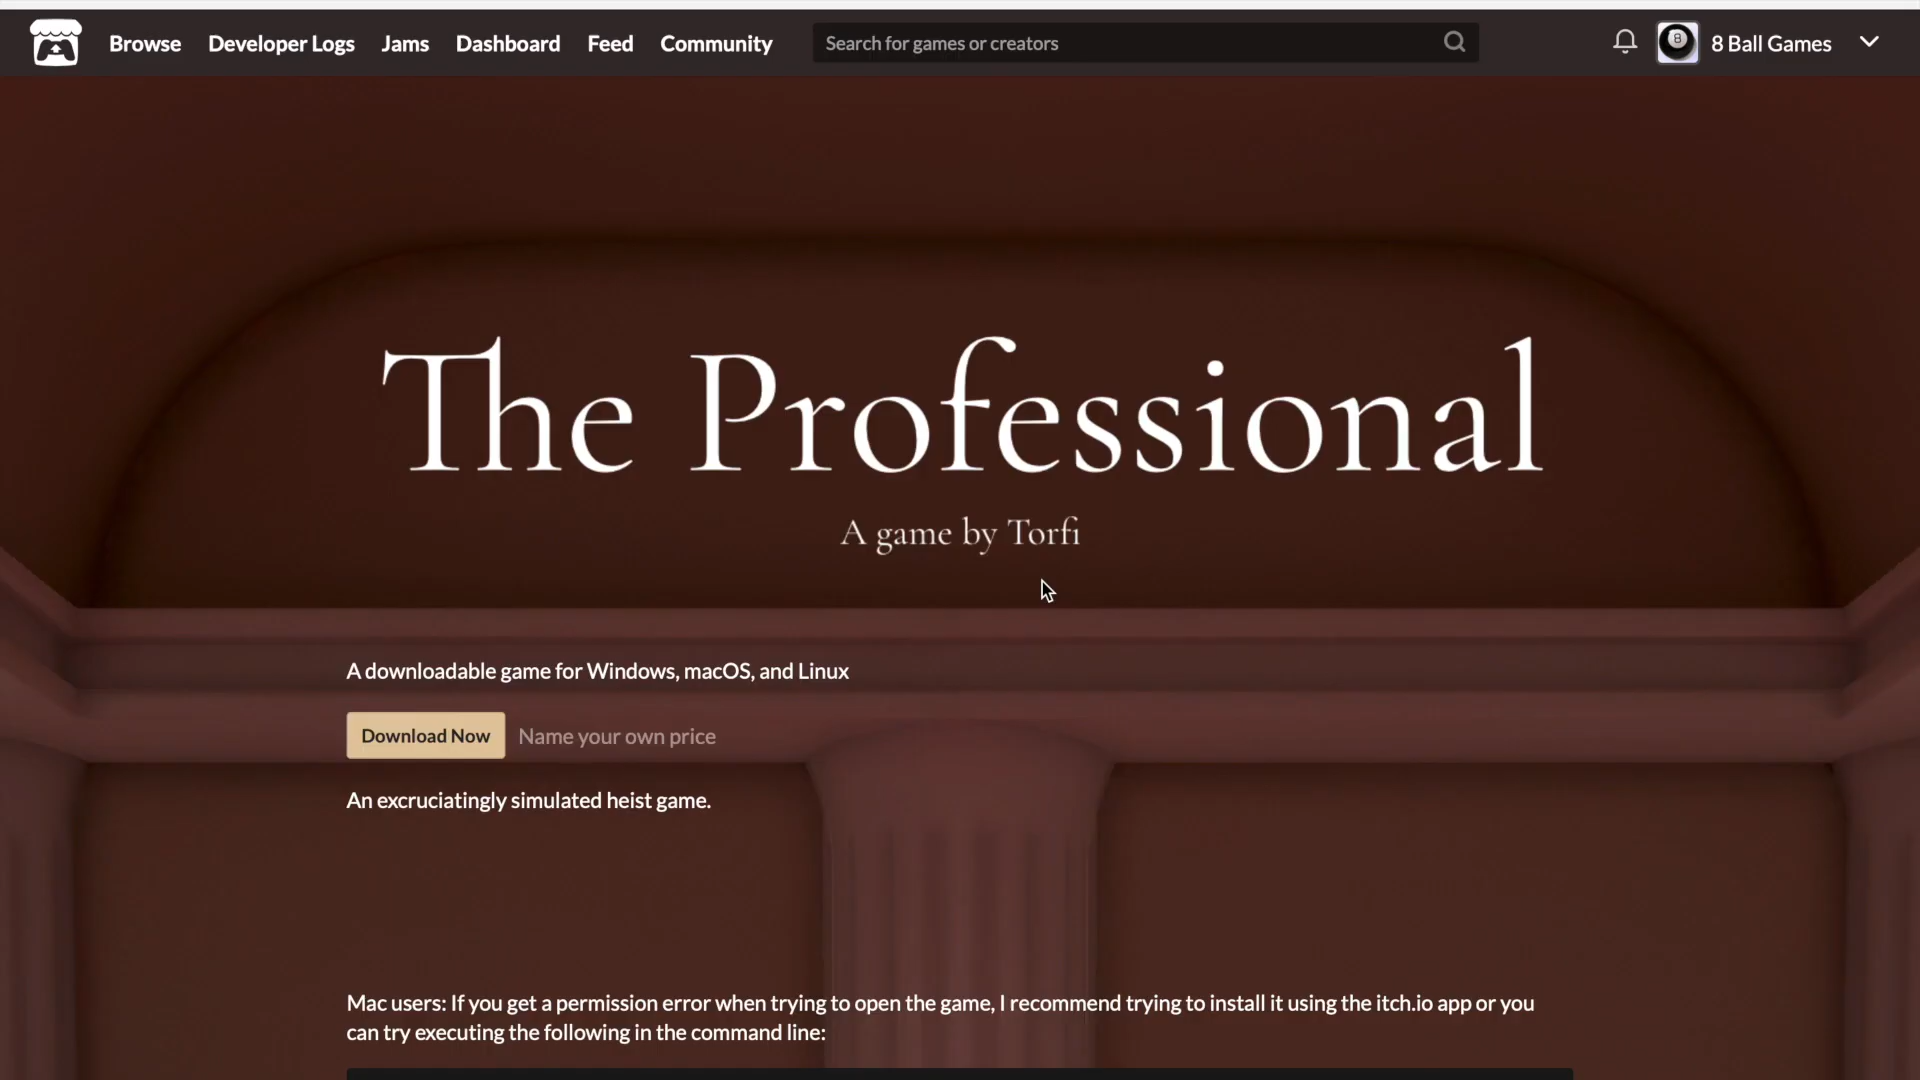 Browse Developer Logs Jams Dashboard Feed Community Search for games or creators 8 8 Ball Games
The Professional
A game by Torfi
A downloadable game for Windows, macOS, and Linux
Download Now Name your own price
An excruciatingly simulated heist game.
Mac users: If you get a permission error when trying to open the game, I recommend trying to install it using the itch.io app or you
can try executing the following in the command line: